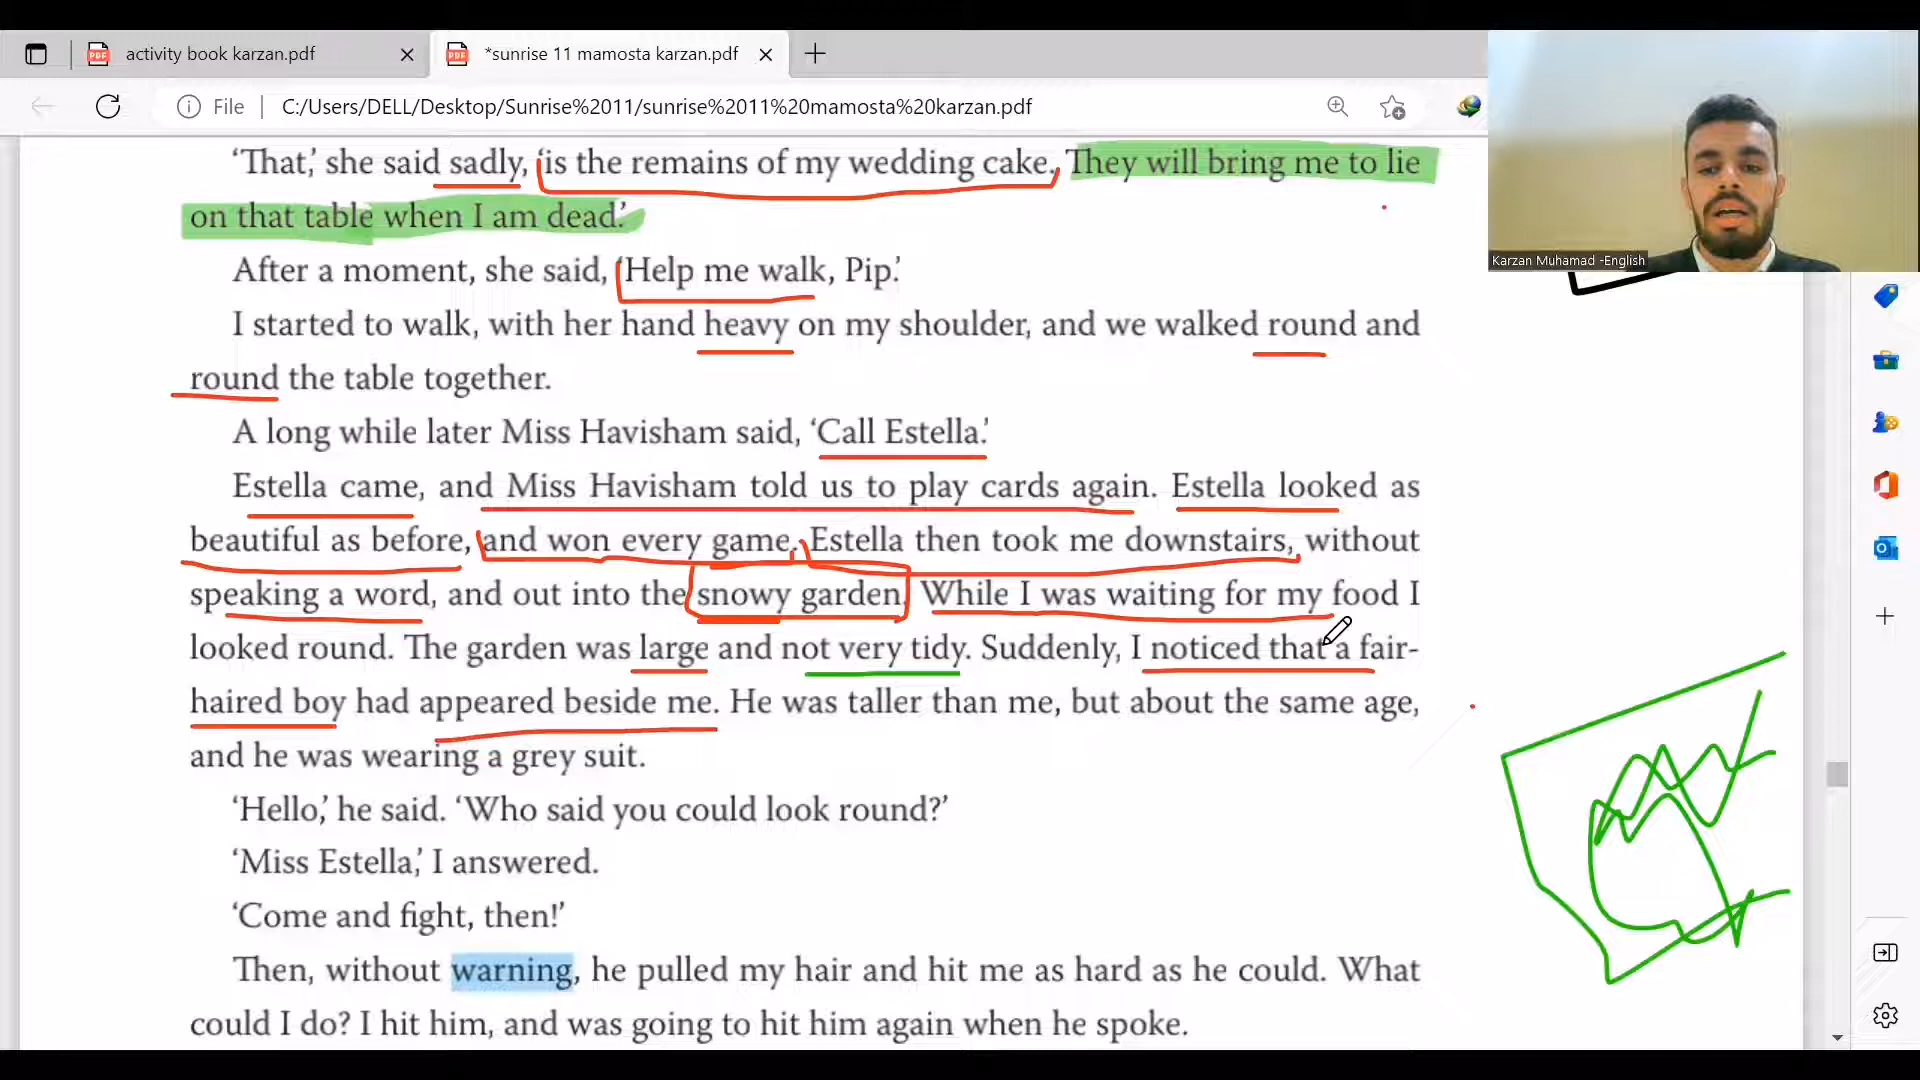 activity book karzan.pdf
*sunrise 11 mamosta karzan.pdf
File
C:/Users/DELL/Desktop/Sunrise%2011/sunrise%2011%20mamosta%20karzan.pdf
Karzan Muhamad -English
‘That,’ she said sadly, ‘is the remains of my wedding cake. They will bring me to lie
on that table when I am dead.’
After a moment, she said, ‘Help me walk, Pip.’
I started to walk, with her hand heavy on my shoulder, and we walked round and
round the table together.
A long while later Miss Havisham said, ‘Call Estella.’
Estella came, and Miss Havisham told us to play cards again. Estella looked as
beautiful as before, and won every game. Estella then took me downstairs, without
speaking a word, and out into the snowy garden. While I was waiting for my food I
looked round. The garden was large and not very tidy. Suddenly, I noticed that a fair-
haired boy had appeared beside me. He was taller than me, but about the same age,
and he was wearing a grey suit.
‘Hello,’ he said. ‘Who said you could look round?’
‘Miss Estella,’ I answered.
‘Come and fight, then!’
Then, without warning, he pulled my hair and hit me as hard as he could. What
could I do? I hit him, and was going to hit him again when he spoke.